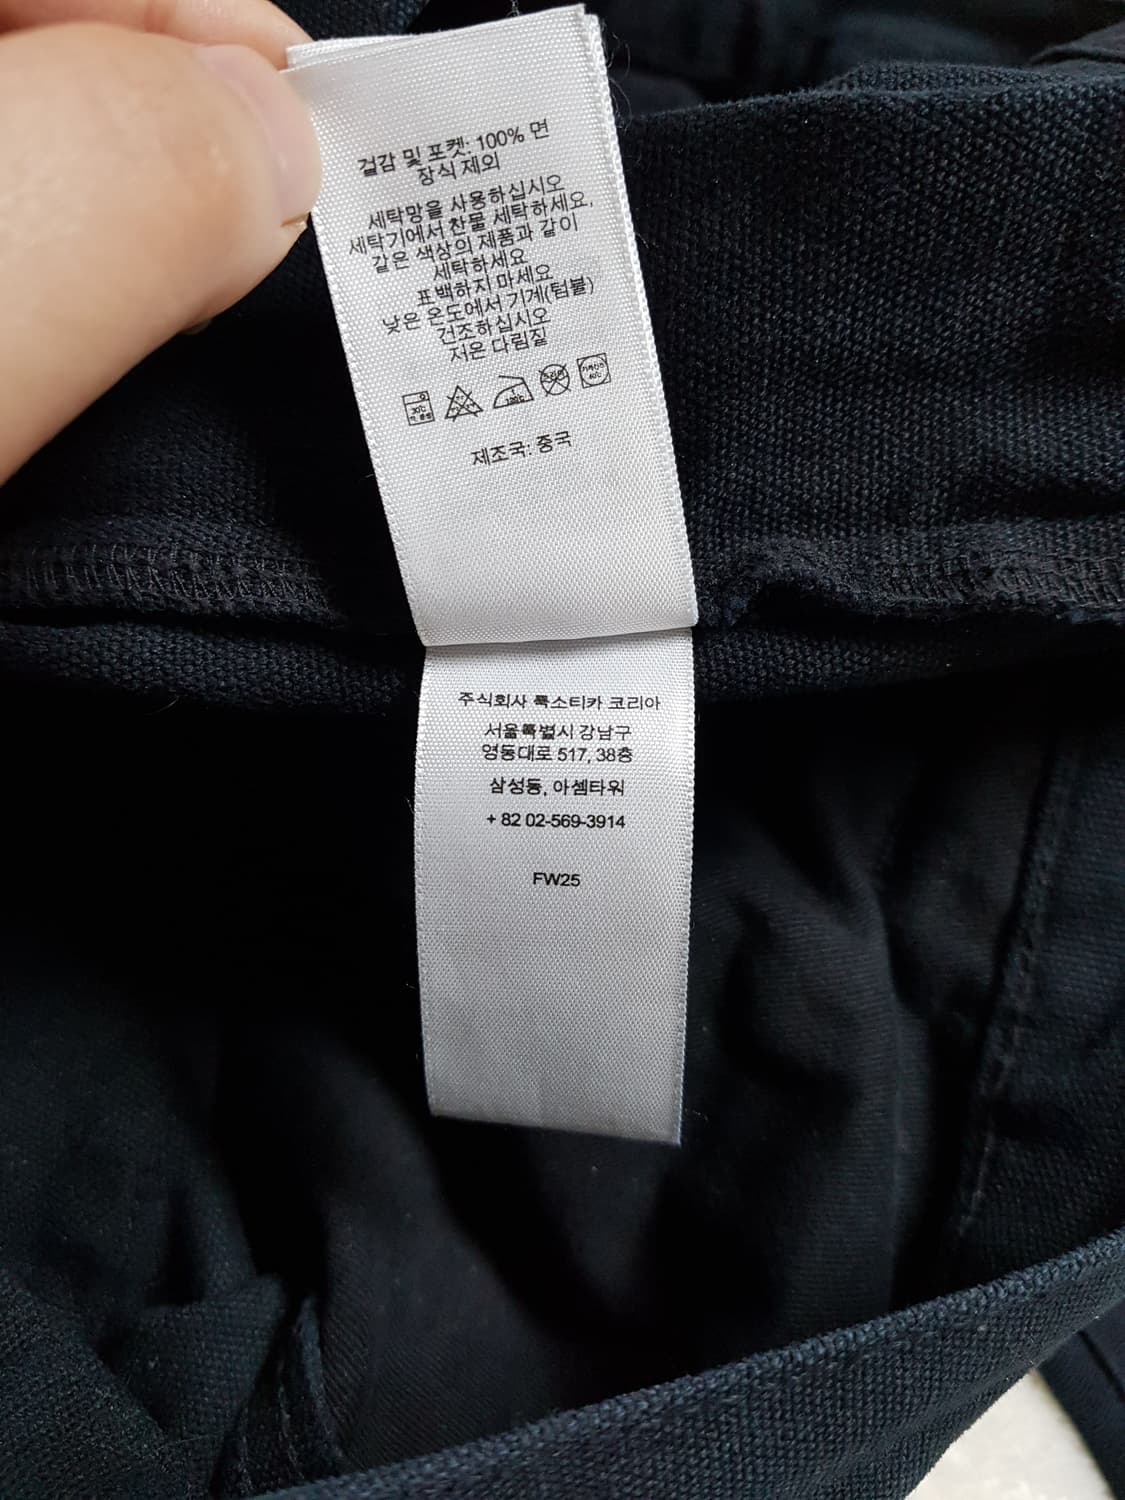 겉감 및 포켓: 100% 면
장식 제외
세탁망을 사용하십시오
세탁기에서 찬물 세탁하세요,
같은 색상의 제품과 같이
세탁하세요
표백하지 마세요
낮은 온도에서 기계(텀블)
건조하십시오
저온 다림질
제조국: 중국
주식회사 룩소티카 코리아
서울특별시 강남구
영동대로 517, 38층
삼성동, 아셈타워
+ 82 02-569-3914
FW25